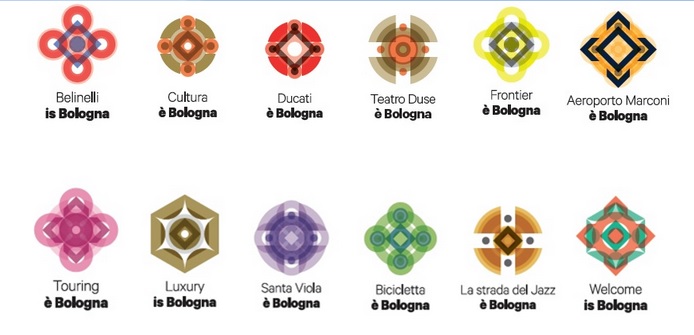 Belinelli
is Bologna
Cultura
è Bologna
Ducati
è Bologna
Teatro Duse
è Bologna
Frontier
è Bologna
Aeroporto Marconi
è Bologna
Touring
è Bologna
Luxury
is Bologna
Santa Viola
è Bologna
Bicicletta
è Bologna
La strada del Jazz
è Bologna
Welcome
is Bologna